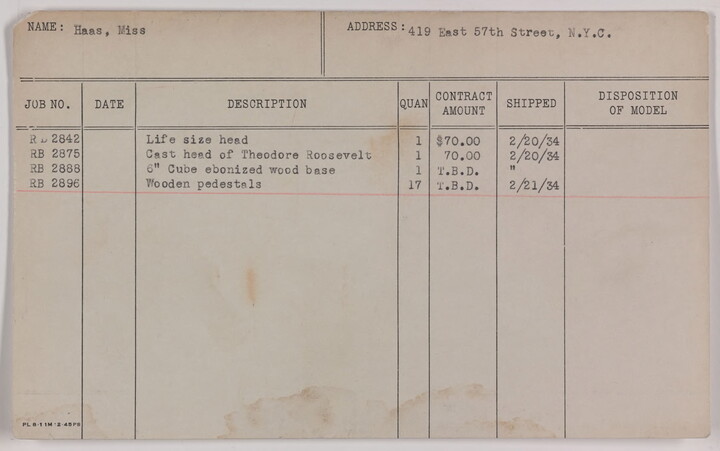 NAME: Haas, Miss ADDRESS: 419 East 57th Street, N.Y.C.
JOB NO. DATE DESCRIPTION QUAN CONTRACT AMOUNT SHIPPED DISPOSITION OF MODEL
RB 2842 Life size head 1 $70.00 2/20/34
RB 2875 Cast head of Theodore Roosevelt 1 70.00 2/20/34
RB 2888 6" Cube ebonized wood base 1 T.B.D. "
RB 2896 Wooden pedestals 17 T.B.D. 2/21/34